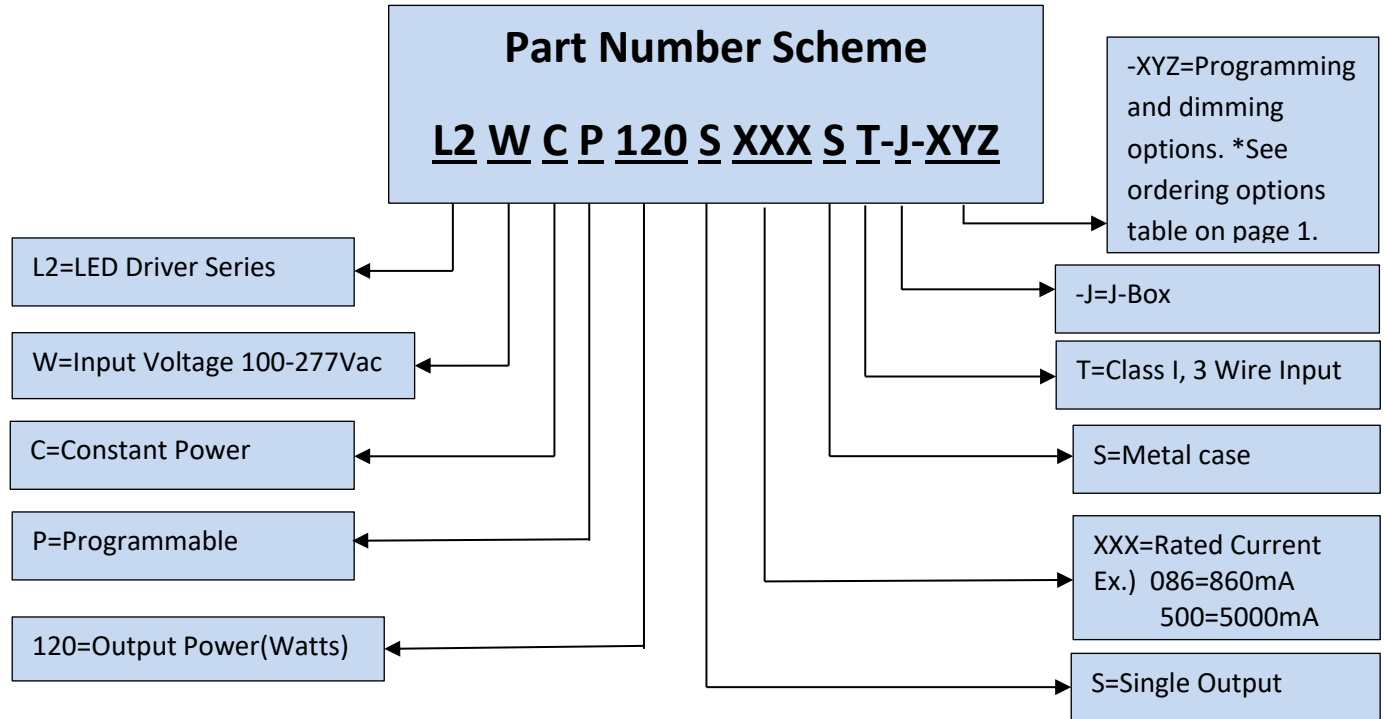 Part Number Scheme
L2 W C P 120 S XXX S T-J-XYZ
L2=LED Driver Series
W=Input Voltage 100-277Vac
C=Constant Power
P=Programmable
120=Output Power(Watts)
-XYZ=Programming
and dimming
options. *See
ordering options
table on page 1.
-J=J-Box
T=Class I, 3 Wire Input
S=Metal case
XXX=Rated Current
Ex.) 086=860mA
500=5000mA
S=Single Output